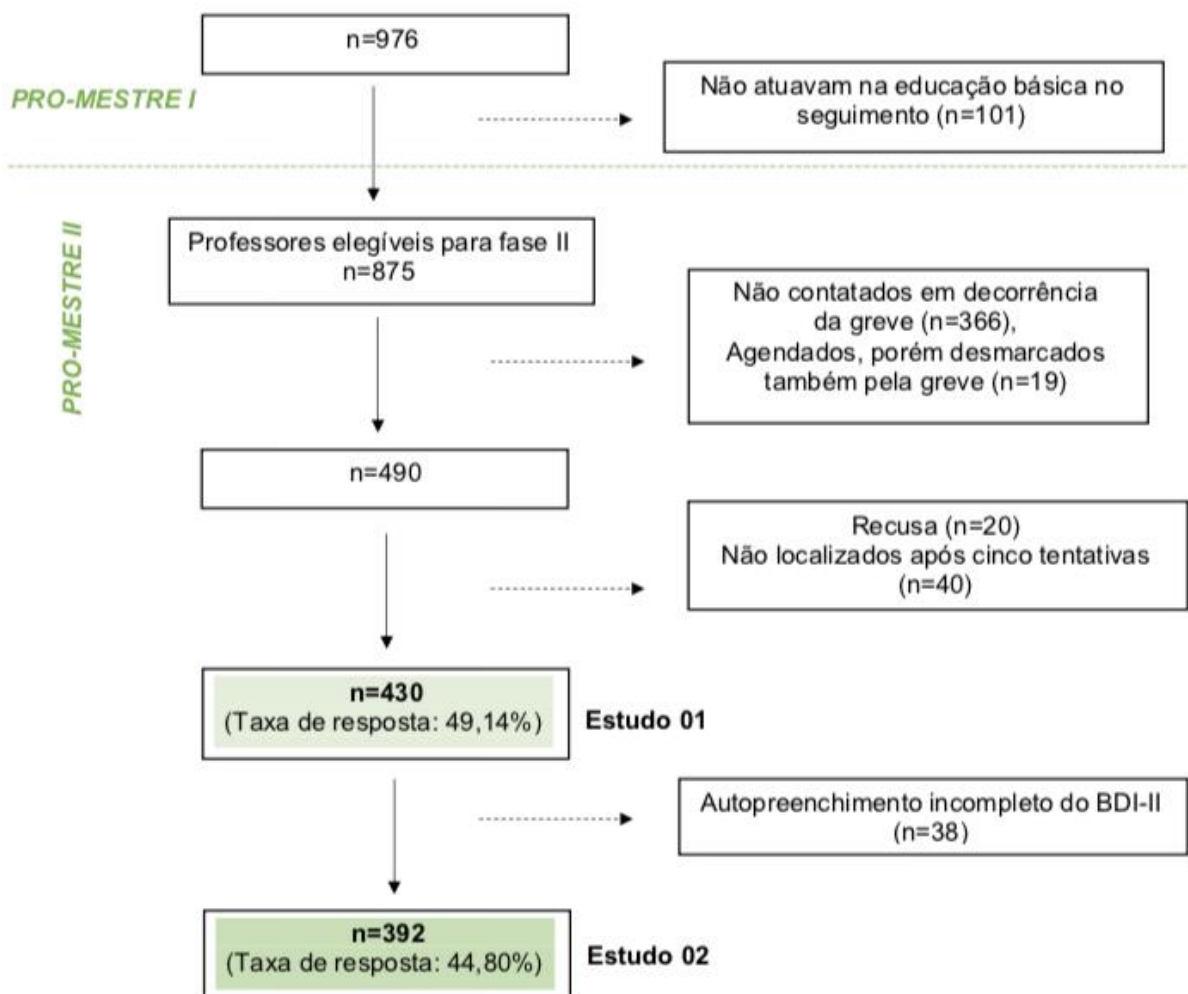 n=976
PRO-MESTRE I
Não atuavam na educação básica no
seguimento (n=101)
PRO-MESTRE II
Professores elegíveis para fase II
n=875
Não contatados em decorrência
da greve (n=366),
Agendados, porém desmarcados
também pela greve (n=19)
n=490
Recusa (n=20)
Não localizados após cinco tentativas
(n=40)
n=430
(Taxa de resposta: 49,14%)
Estudo 01
Autopreenchimento incompleto do BDI-II
(n=38)
n=392
(Taxa de resposta: 44,80%)
Estudo 02